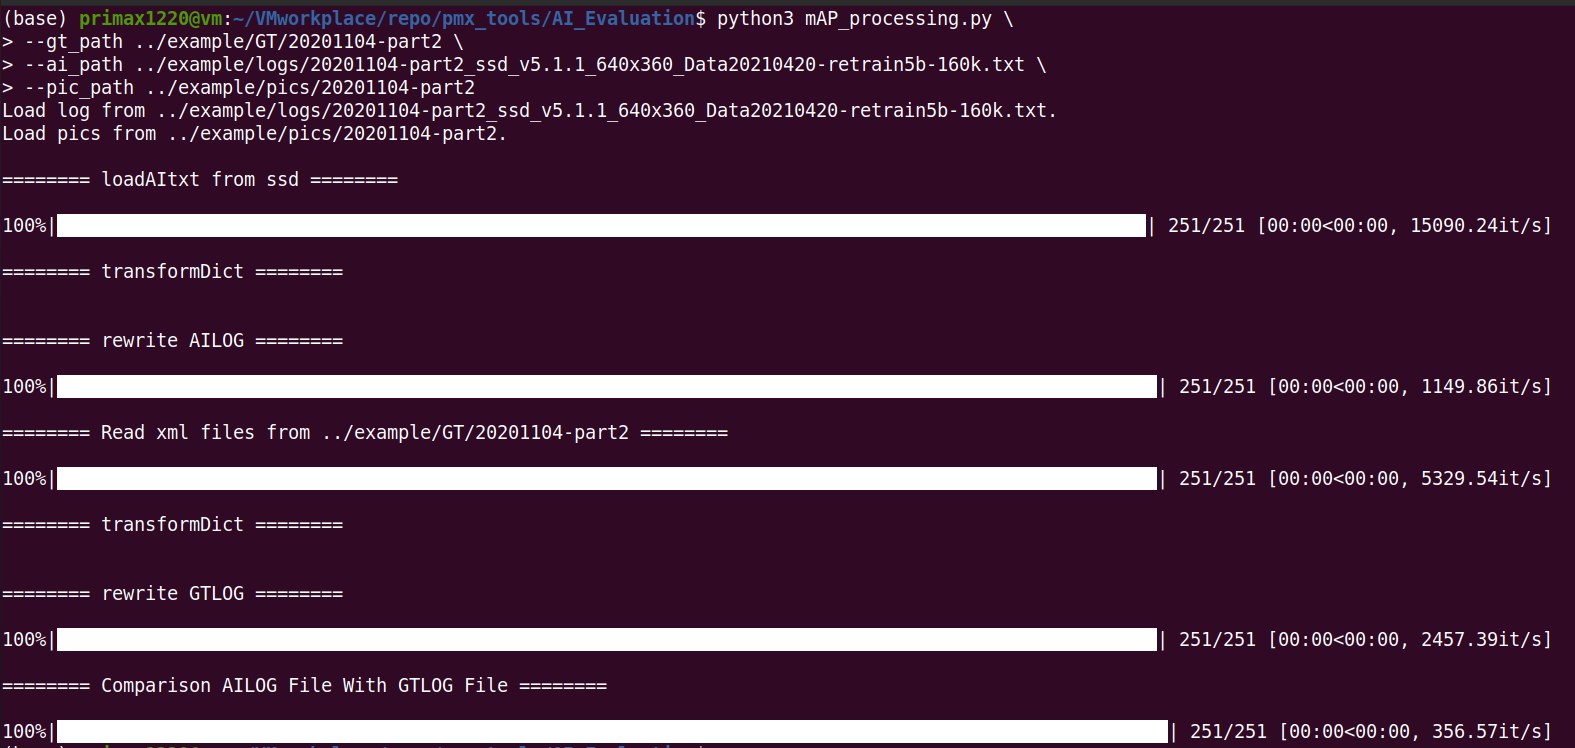 (base) primax1220@vm:~/VMworkplace/repo/pmx_tools/AI_Evaluation$ python3 mAP_processing.py \
> --gt_path ../example/GT/20201104-part2 \
> --ai_path ../example/logs/20201104-part2_ssd_v5.1.1_640x360_Data20210420-retrain5b-160k.txt \
> --pic_path ../example/pics/20201104-part2
Load log from ../example/logs/20201104-part2_ssd_v5.1.1_640x360_Data20210420-retrain5b-160k.txt.
Load pics from ../example/pics/20201104-part2.
======== loadAItxt from ssd ========
100%| | 251/251 [00:00<00:00, 15090.24it/s]
======== transformDict ========
======== rewrite AILOG ========
100%| | 251/251 [00:00<00:00, 1149.86it/s]
======== Read xml files from ../example/GT/20201104-part2 ========
100%| | 251/251 [00:00<00:00, 5329.54it/s]
======== transformDict ========
======== rewrite GTLOG ========
100%| | 251/251 [00:00<00:00, 2457.39it/s]
======== Comparison AILOG File With GTLOG File ========
100%| | 251/251 [00:00<00:00, 356.57it/s]